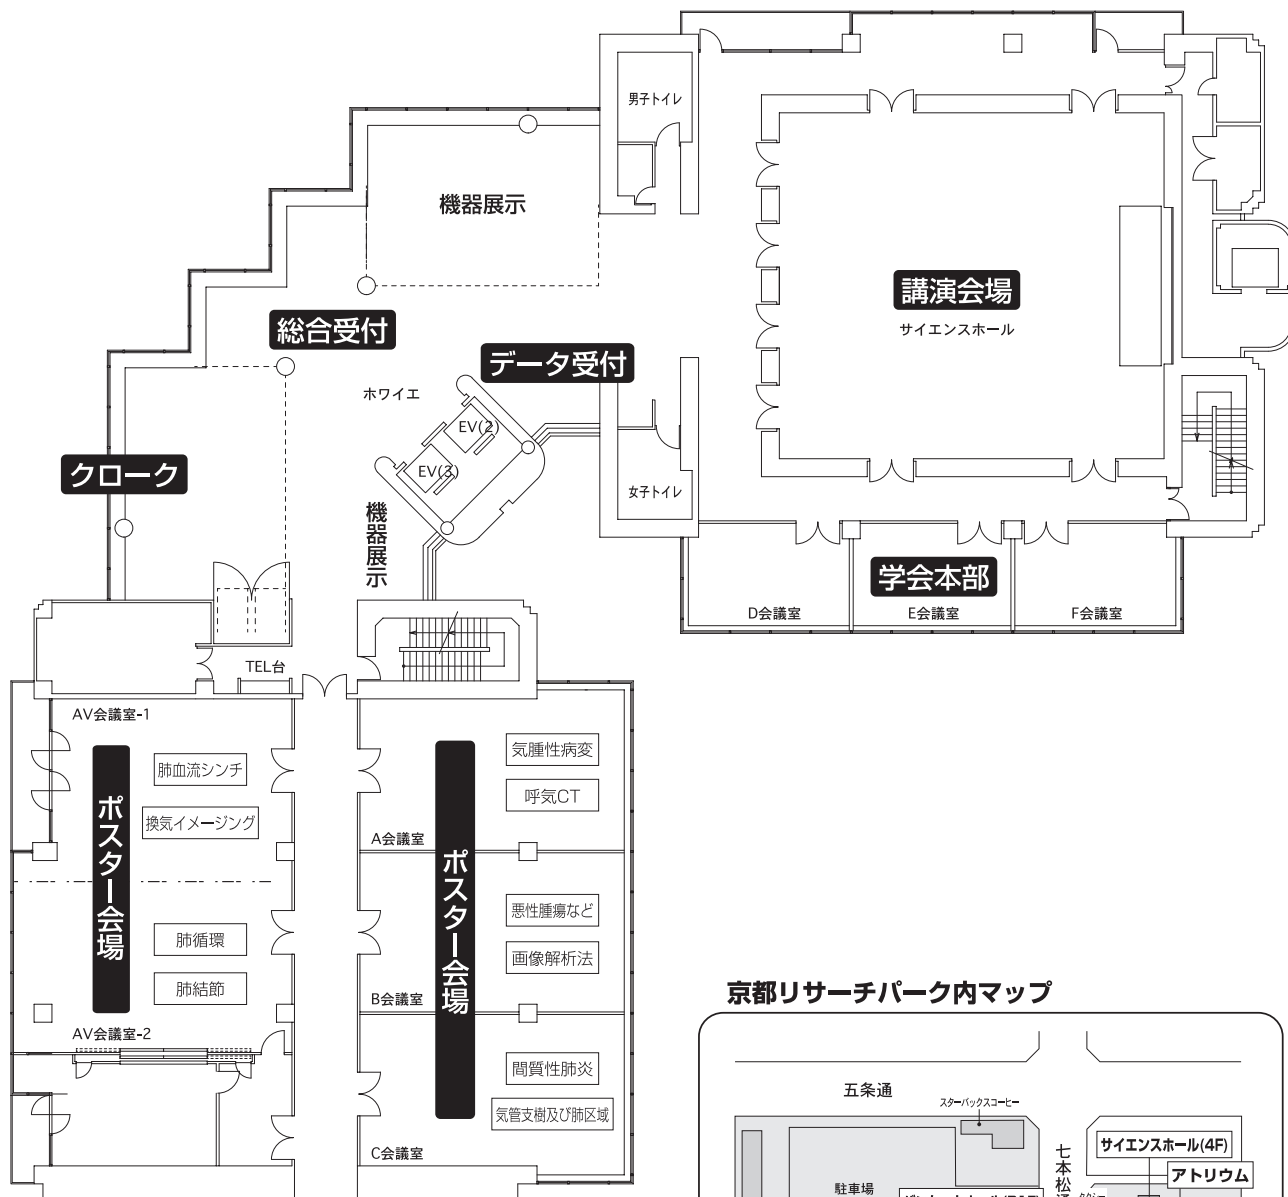 男子トイレ
機器展示
講演会場
サイエンスホール
総合受付
データ受付
ホワイエ
EV(2)
EV(3)
クローク
女子トイレ
機器展示
学会本部
D会議室
E会議室
F会議室
TEL台
AV会議室-1
ポスター会場
肺血流シンチ
換気イメージング
肺循環
肺結節
AV会議室-2
気腫性病変
呼気CT
A会議室
ポスター会場
悪性腫瘍など
画像解析法
B会議室
間質性肺炎
気管支樹及び肺区域
C会議室
京都リサーチパーク内マップ
五条通
スターバックスコーヒー
七本松通
サイエンスホール(4F)
アトリウム
駐車場